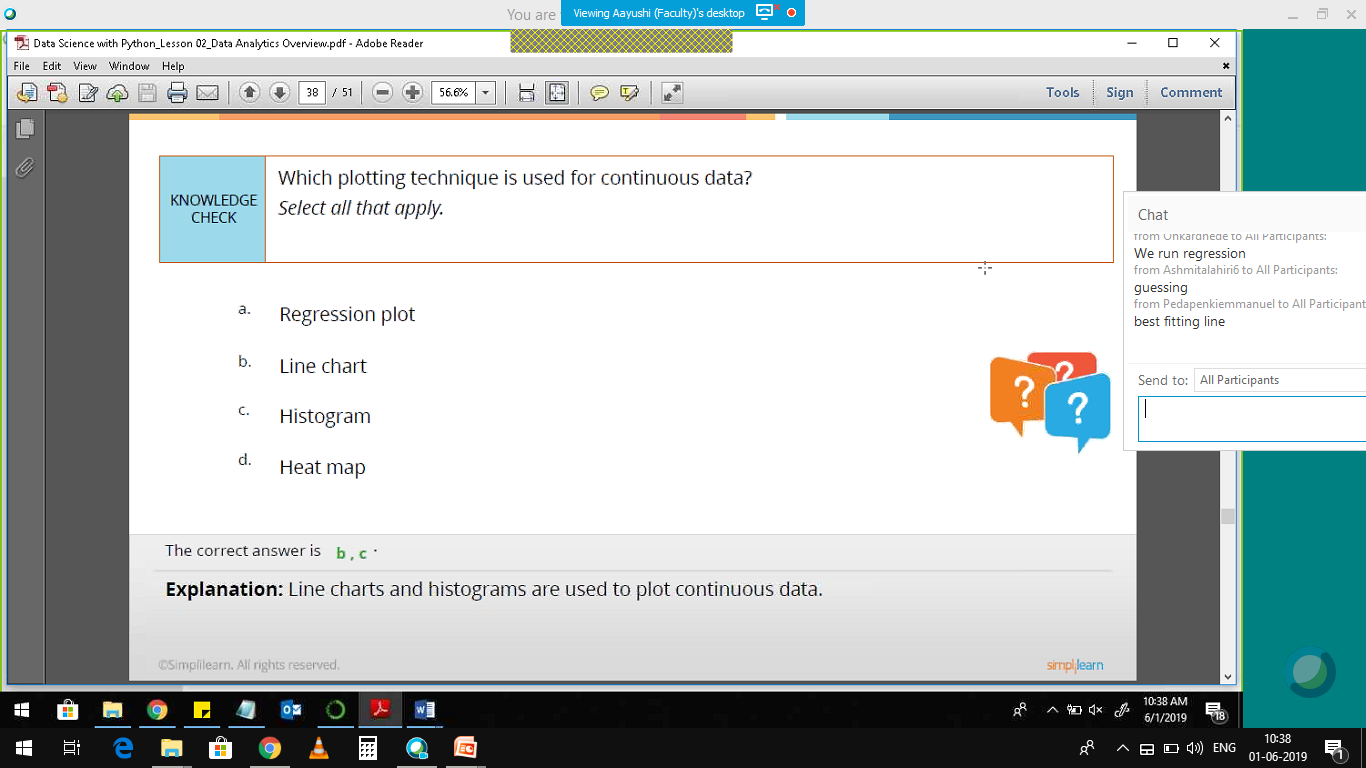 You are
Viewing Aayushi (Faculty)'s desktop
Data Science with Python_Lesson 02_Data Analytics Overview.pdf - Adobe Reader
File Edit View Window Help
38 / 51 56.6% Tools Sign Comment
KNOWLEDGE
CHECK
Which plotting technique is used for continuous data?
Select all that apply.
a. Regression plot
b. Line chart
c. Histogram
d. Heat map
The correct answer is b , c .
Explanation: Line charts and histograms are used to plot continuous data.
©Simplilearn. All rights reserved.
simplilearn
Chat
from Onkardhede to All Participants:
We run regression
from Ashmitalahiri6 to All Participants:
guessing
from Pedapenkiemmanuel to All Participant
best fitting line
Send to: All Participants
10:38 AM
6/1/2019
18
ENG
10:38
01-06-2019
1